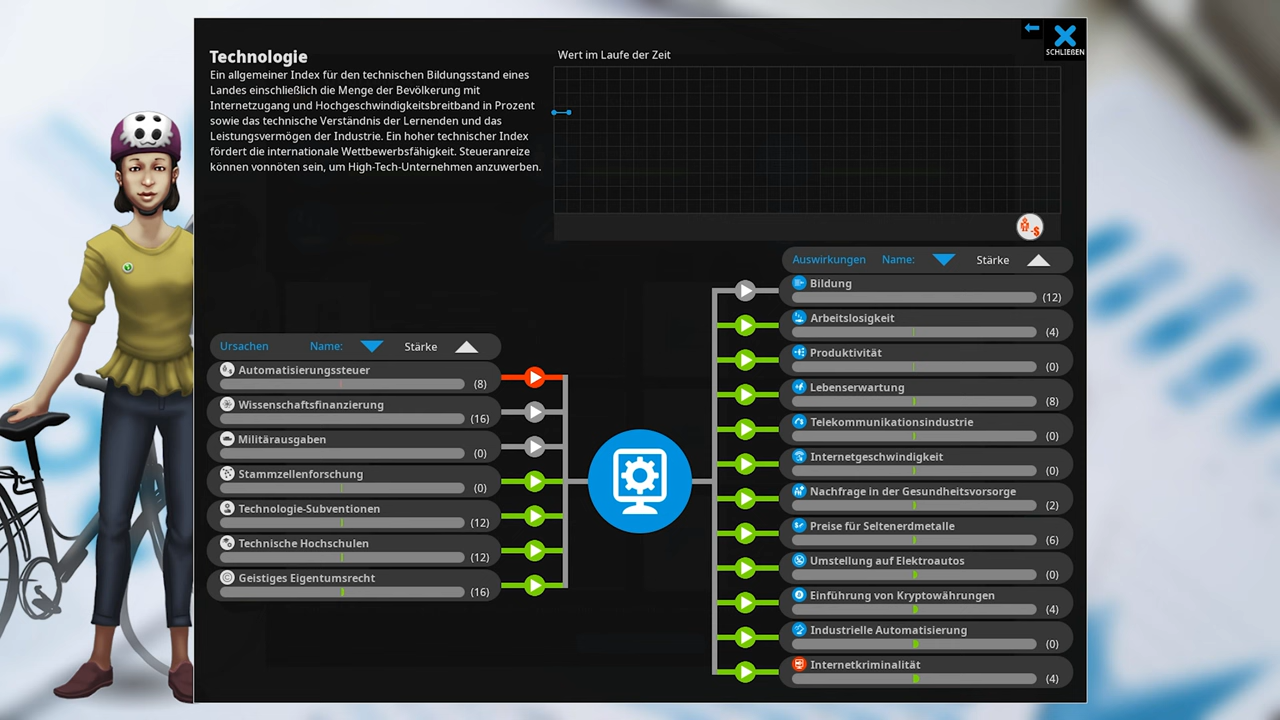 SCHLIEẞEN
Technologie
Ein allgemeiner Index für den technischen Bildungsstand eines
Landes einschließlich die Menge der Bevölkerung mit
Internetzugang und Hochgeschwindigkeitsbreitband in Prozent
sowie das technische Verständnis der Lernenden und das
Leistungsvermögen der Industrie. Ein hoher technischer Index
fördert die internationale Wettbewerbsfähigkeit. Steueranreize
können vonnöten sein, um High-Tech-Unternehmen anzuwerben.
Wert im Laufe der Zeit
Ursachen Name: Stärke
Automatisierungssteuer
(8)
Wissenschaftsfinanzierung
(16)
Militärausgaben
(0)
Stammzellenforschung
(0)
Technologie-Subventionen
(12)
Technische Hochschulen
(12)
Geistiges Eigentumsrecht
(16)
Auswirkungen Name: Stärke
Bildung
(12)
Arbeitslosigkeit
(4)
Produktivität
(0)
Lebenserwartung
(8)
Telekommunikationsindustrie
(0)
Internetgeschwindigkeit
(0)
Nachfrage in der Gesundheitsvorsorge
(2)
Preise für Seltenerdmetalle
(6)
Umstellung auf Elektroautos
(0)
Einführung von Kryptowährungen
(4)
Industrielle Automatisierung
(0)
Internetkriminalität
(4)